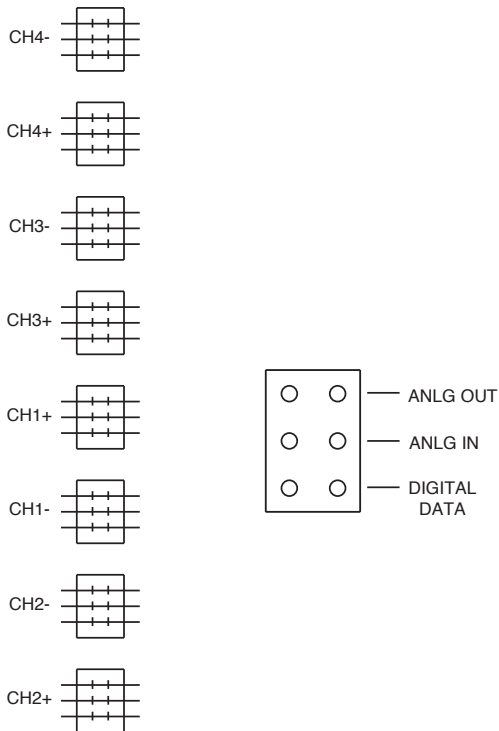 CH4-
CH4+
CH3-
CH3+
CH1+
CH1-
CH2-
CH2+
ANLG OUT
ANLG IN
DIGITAL
DATA